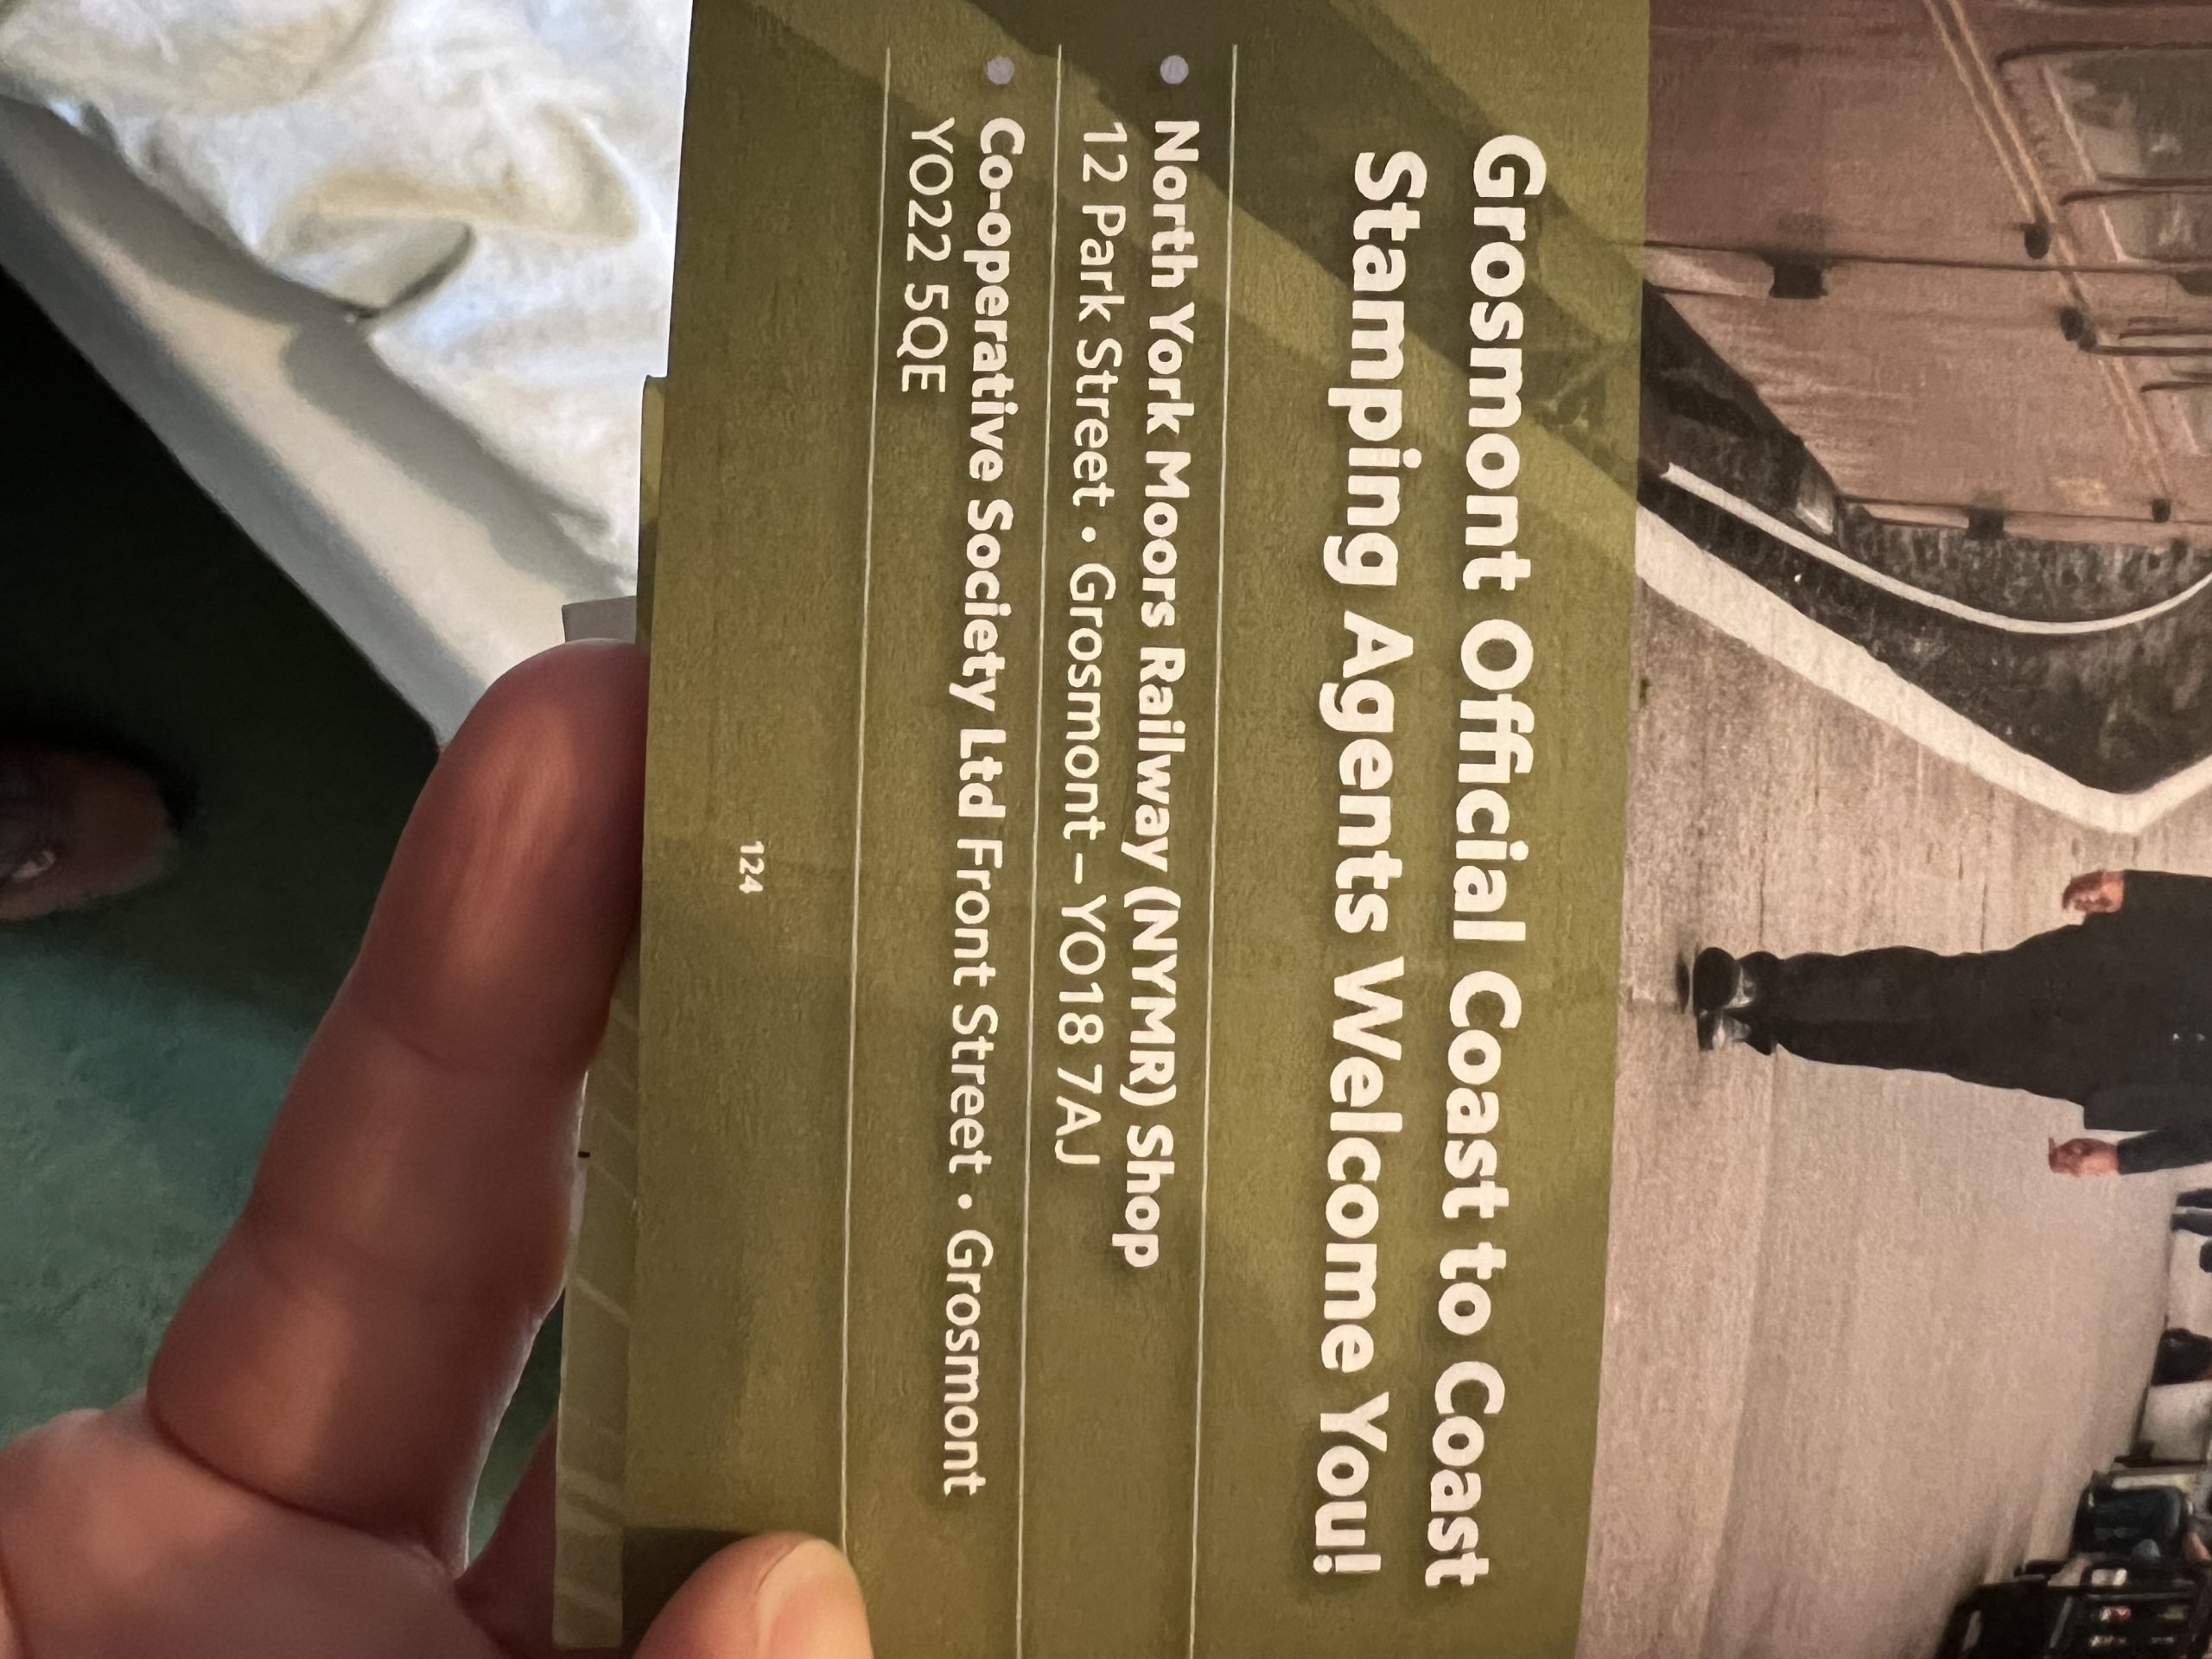 Grosmont Official Coast to Coast
Stamping Agents Welcome You!
• North York Moors Railway (NYMR) Shop
12 Park Street • Grosmont – YO18 7AJ
• Co-operative Society Ltd Front Street • Grosmont
YO22 5QE
124